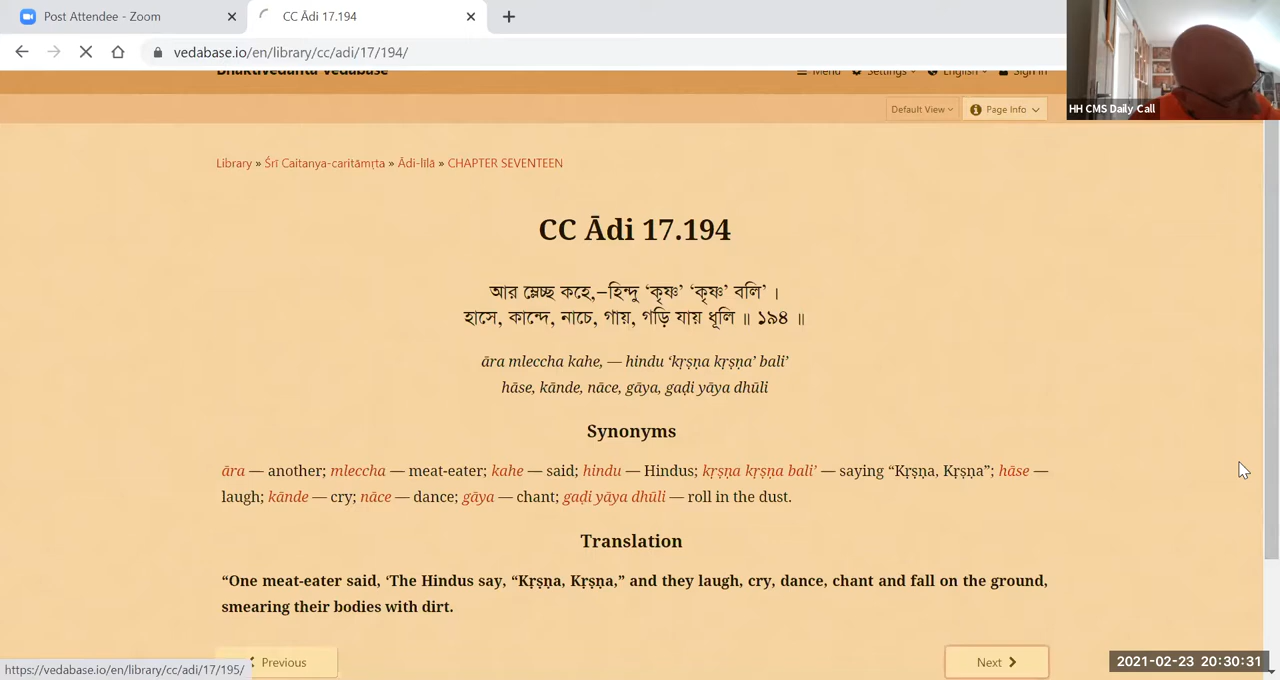 Post Attendee - Zoom
CC Ādi 17.194
vedabase.io/en/library/cc/adi/17/194/
HH CMS Daily Call
Bhaktivedanta Vedabase
Menu Settings English Sign in
Default View Page Info
Library » Śrī Caitanya-caritāmṛta » Ādi-līlā » CHAPTER SEVENTEEN
CC Ādi 17.194
আর ম্লেচ্ছ কহে,–হিন্দু ‘কৃষ্ণ’ ‘কৃষ্ণ’ বলি’ ।
হাসে, কান্দে, নাচে, গায়, গড়ি যায় ধূলি ॥ ১৯৪ ॥
āra mleccha kahe, — hindu ‘kṛṣṇa kṛṣṇa’ bali’
hāse, kānde, nāce, gāya, gaḍi yāya dhūli
Synonyms
āra — another; mleccha — meat-eater; kahe — said; hindu — Hindus; kṛṣṇa kṛṣṇa bali’ — saying “Kṛṣṇa, Kṛṣṇa”; hāse —
laugh; kānde — cry; nāce — dance; gāya — chant; gaḍi yāya dhūli — roll in the dust.
Translation
“One meat-eater said, ‘The Hindus say, “Kṛṣṇa, Kṛṣṇa,” and they laugh, cry, dance, chant and fall on the ground,
smearing their bodies with dirt.
Previous
Next
https://vedabase.io/en/library/cc/adi/17/195/
2021-02-23 20:30:31